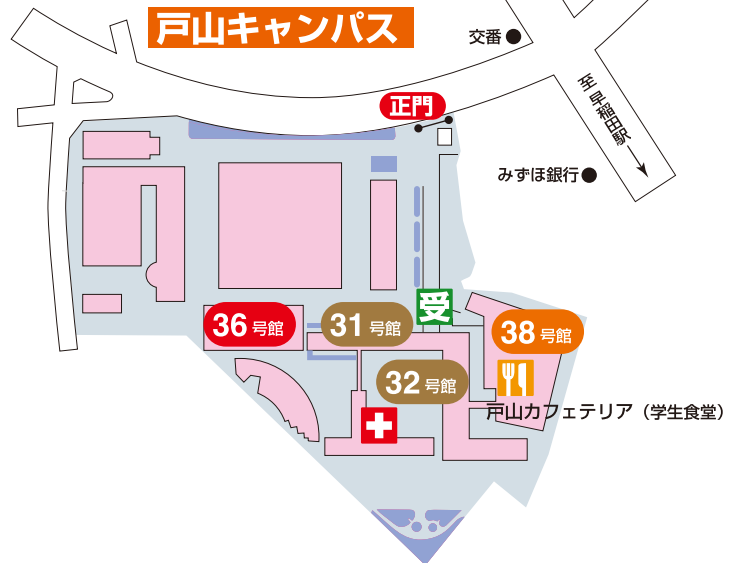 戸山キャンパス
交番
正門
至 早稲田駅
みずほ銀行
受
36号館
31号館
38号館
32号館
戸山カフェテリア（学生食堂）